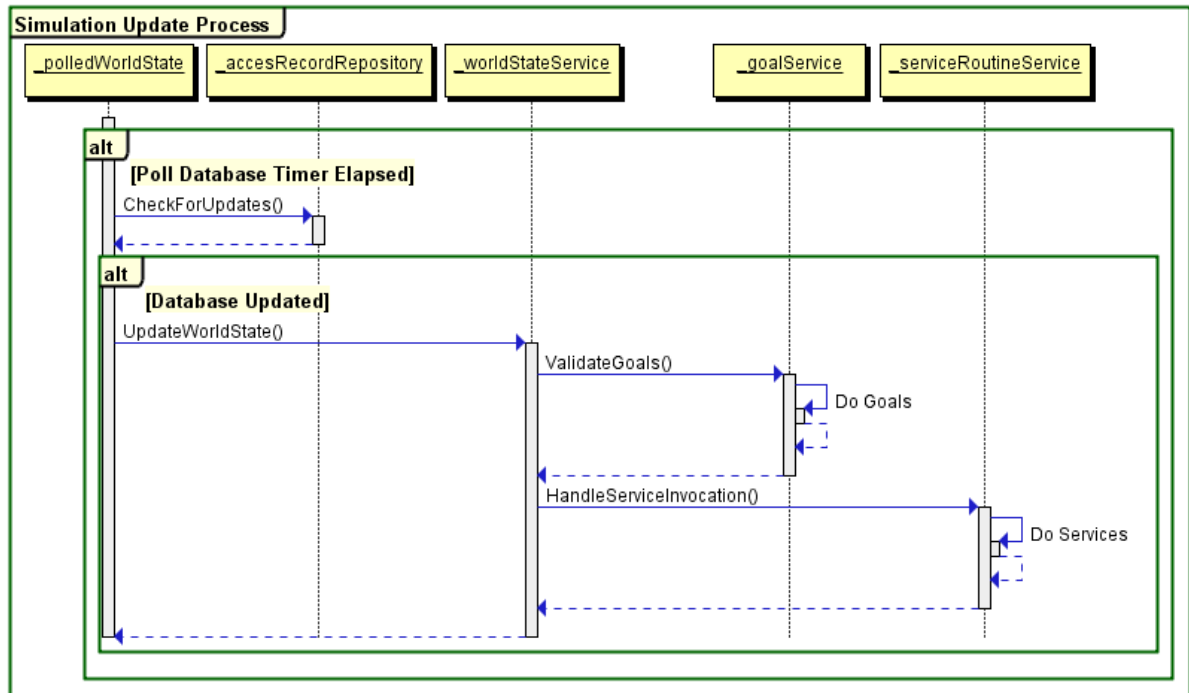 Simulation Update Process
_polledWorldState
_accesRecordRepository
_worldStateService
_goalService
_serviceRoutineService
alt
[Poll Database Timer Elapsed]
CheckForUpdates()
alt
[Database Updated]
UpdateWorldState()
ValidateGoals()
Do Goals
HandleServiceInvocation()
Do Services